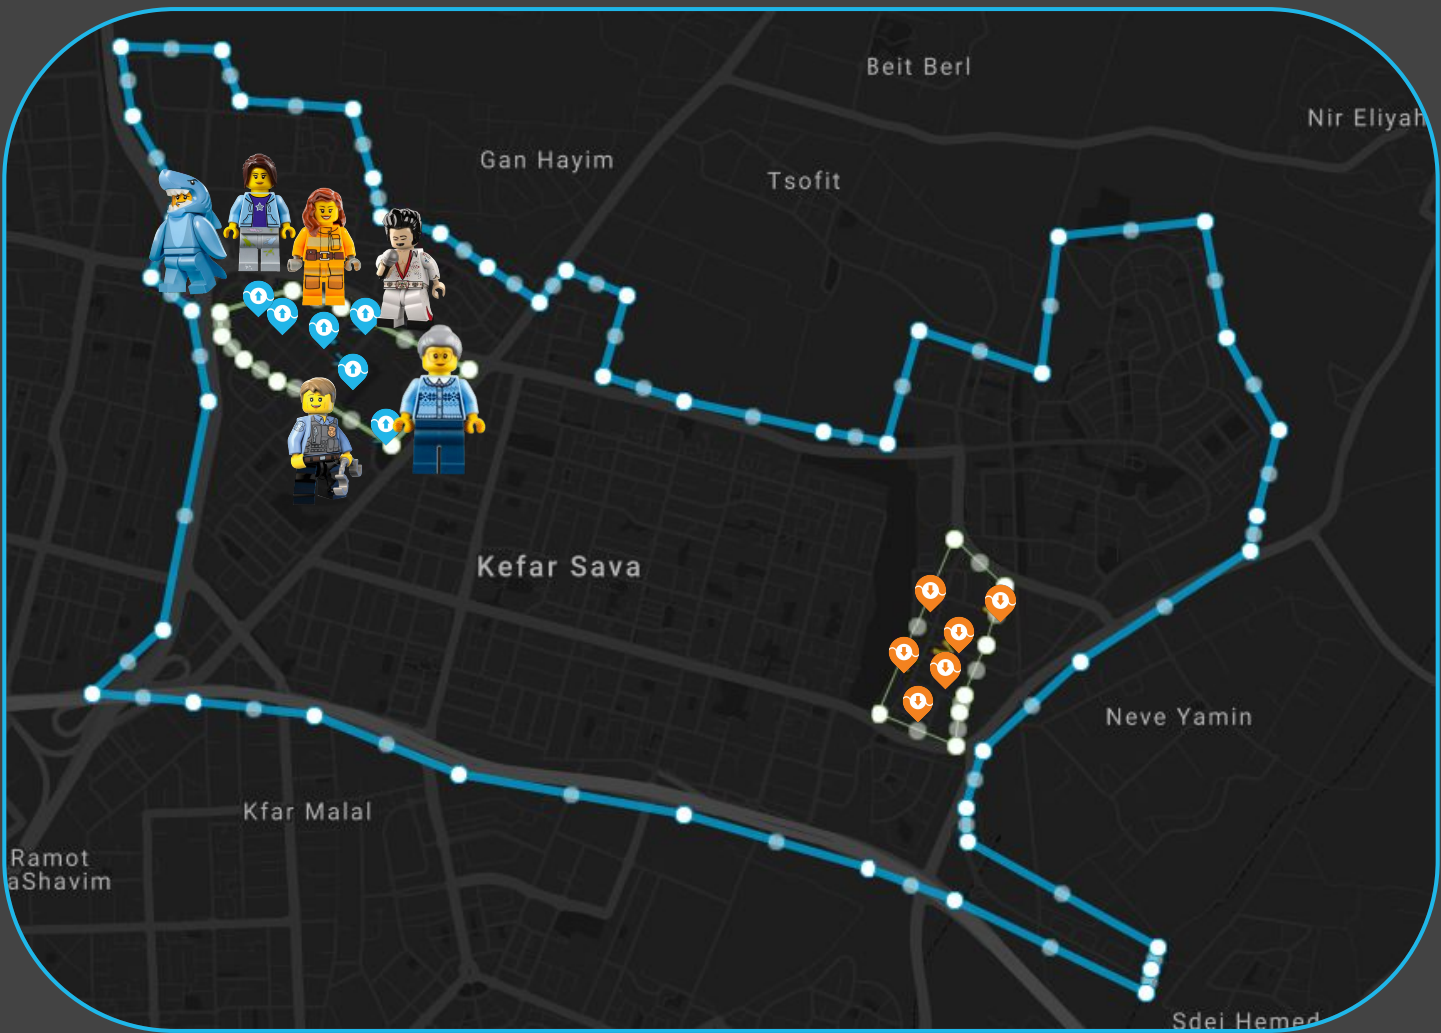 Beit Berl
Nir Eliyah
Gan Hayim
Tsofit
Kefar Sava
Neve Yamin
Kfar Malal
Ramot
aShavim
Sdei Hemed